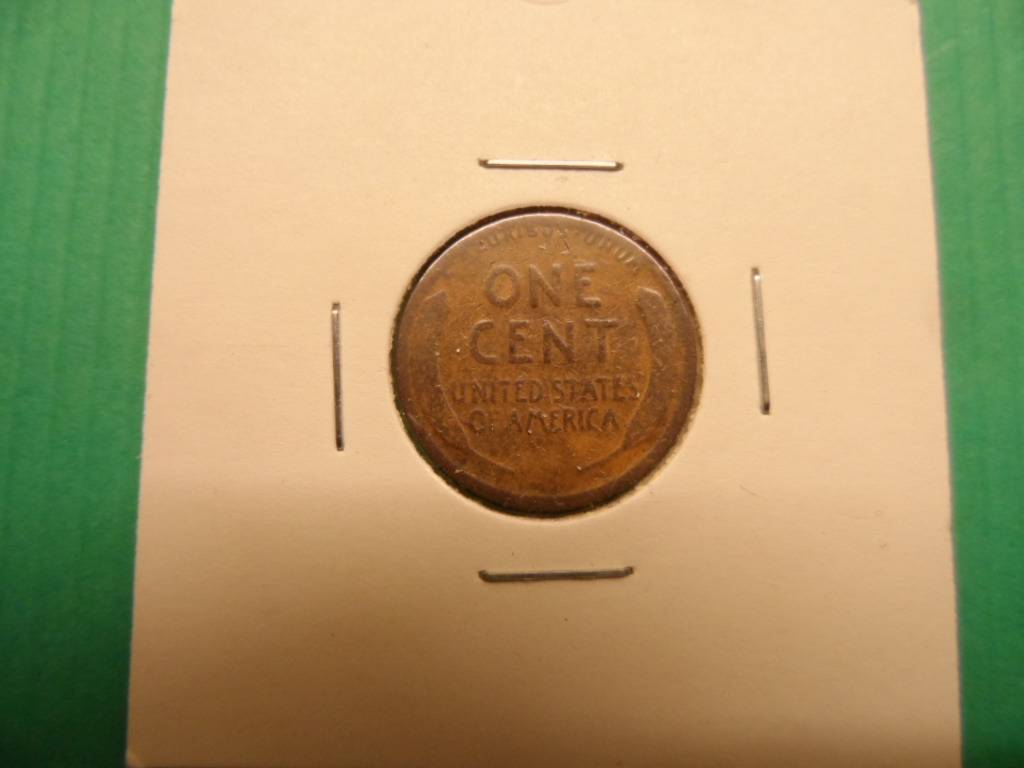 ONE
CENT
UNITED STATES
OF AMERICA